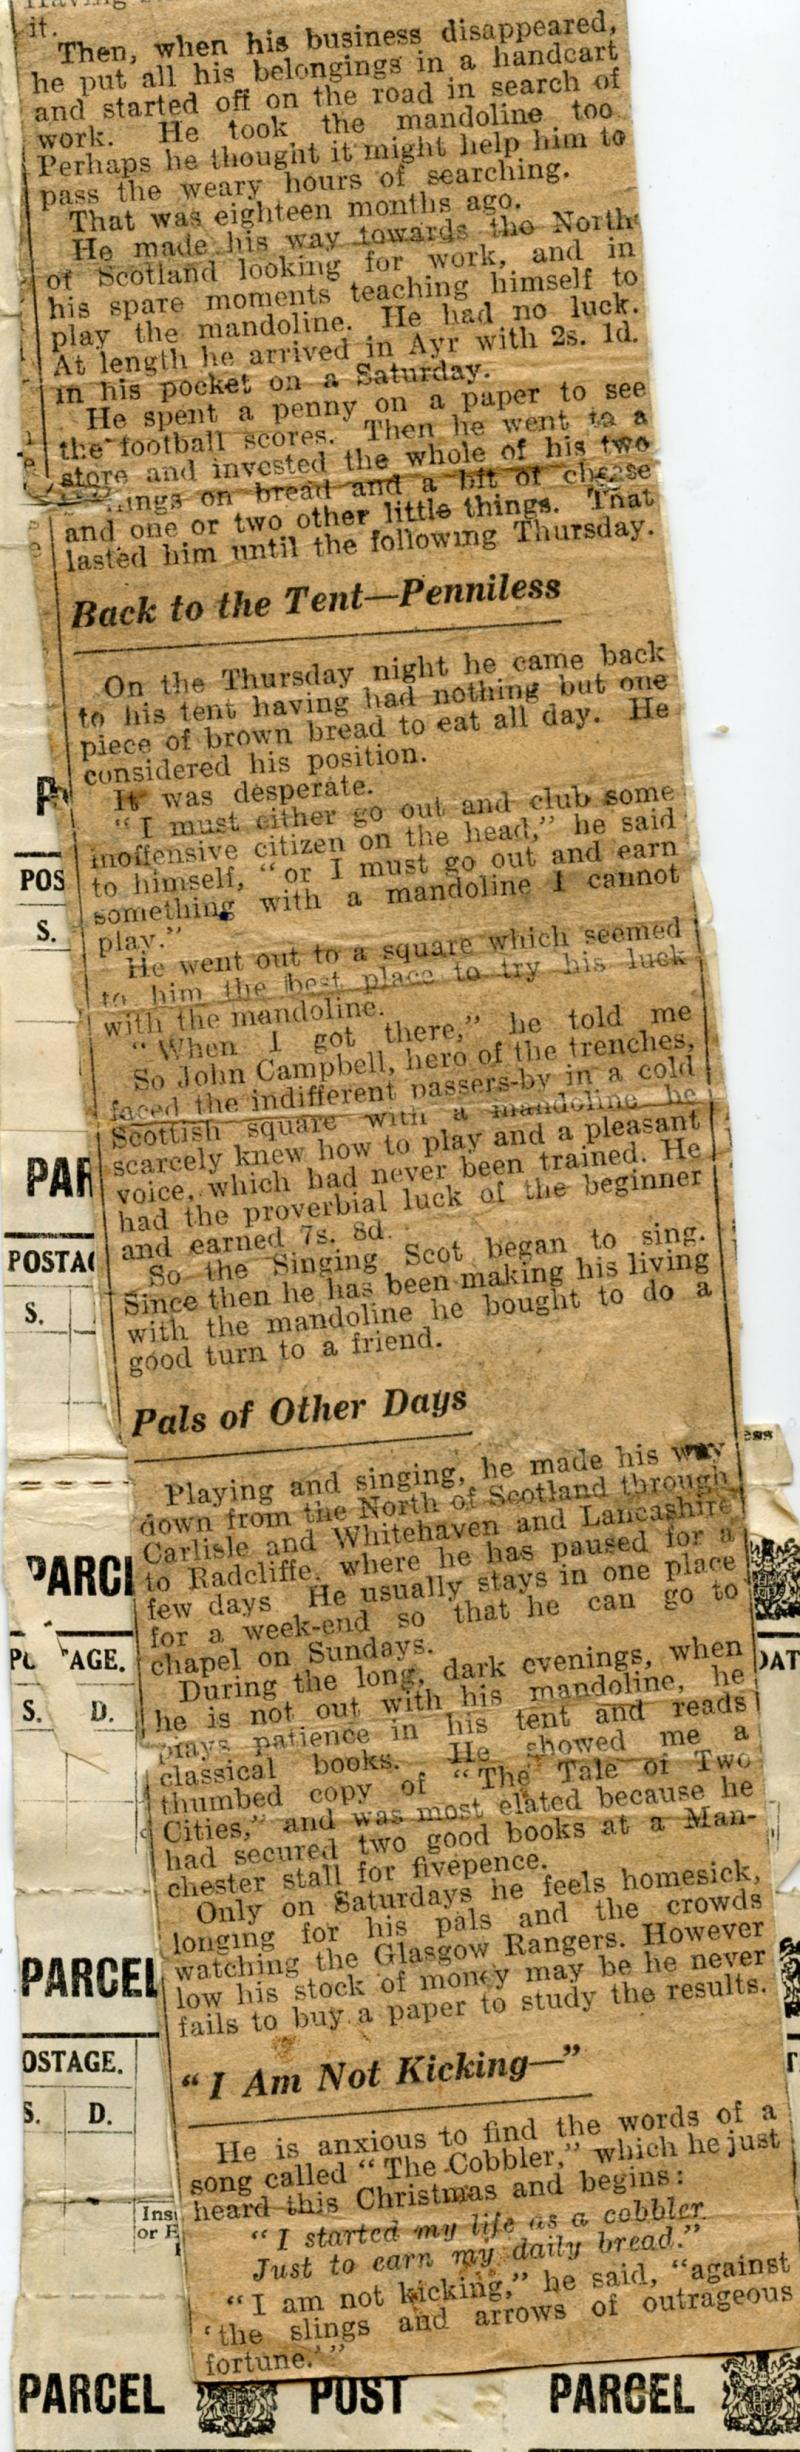 it.
Then, when his business disappeared,
he put all his belongings in a handcart
and started off on the road in search of
work. He took the mandoline too
Perhaps he thought it might help him to
pass the weary hours of searching.
That was eighteen months ago.
He made his way towards the North
of Scotland looking for work, and in
his spare moments teaching himself to
play the mandoline. He had no luck.
At length he arrived in Ayr with 2s. 1d.
in his pocket on a Saturday.
He spent a penny on a paper to see
the football scores. Then he went to a
store and invested the whole of his two
on bread and a bit of cheese
and one or two other little things. That
lasted him until the following Thursday.
Back to the Tent—Penniless
On the Thursday night he came back
to his tent having had nothing but one
piece of brown bread to eat all day. He
considered his position.
It was desperate.
"I must either go out and club some
inoffensive citizen on the head," he said
to himself, "or I must go out and earn
something with a mandoline I cannot
play."
He went out to a square which seemed
to him the best place to try his luck
with the mandoline.
"When I got there," he told me
So John Campbell, hero of the trenches,
faced the indifferent passers-by in a cold
Scottish square with a mandoline he
scarcely knew how to play and a pleasant
voice, which had never been trained. He
had the proverbial luck of the beginner
and earned 7s. 8d.
So the Singing Scot began to sing.
Since then he has been making his living
with the mandoline he bought to do a
good turn to a friend.
Pals of Other Days
Playing and singing, he made his way
down from the North of Scotland through
Carlisle and Whitehaven and Lancashire
to Radcliffe, where he has paused for a
few days He usually stays in one place
for a week-end so that he can go to
chapel on Sundays.
During the long, dark evenings, when
he is not out with his mandoline, he
plays patience in his tent and reads
classical books. He showed me a
thumbed copy of "The Tale of Two
Cities," and was most elated because he
had secured two good books at a Man-
chester stall for fivepence.
Only on Saturdays he feels homesick,
longing for his pals and the crowds
watching the Glasgow Rangers. However
low his stock of money may be he never
fails to buy a paper to study the results.
"I Am Not Kicking—"
He is anxious to find the words of a
song called "The Cobbler," which he just
heard this Christmas and begins:
"I started my life as a cobbler
Just to earn my daily bread."
"I am not kicking," he said, "against
'the slings and arrows of outrageous
fortune.'"
POS
S.
PAR
POSTA
S.
PARC
AGE.
S. D.
PARCEL
OSTAGE.
S. D.
Ins
or
PARCEL POST PARCEL